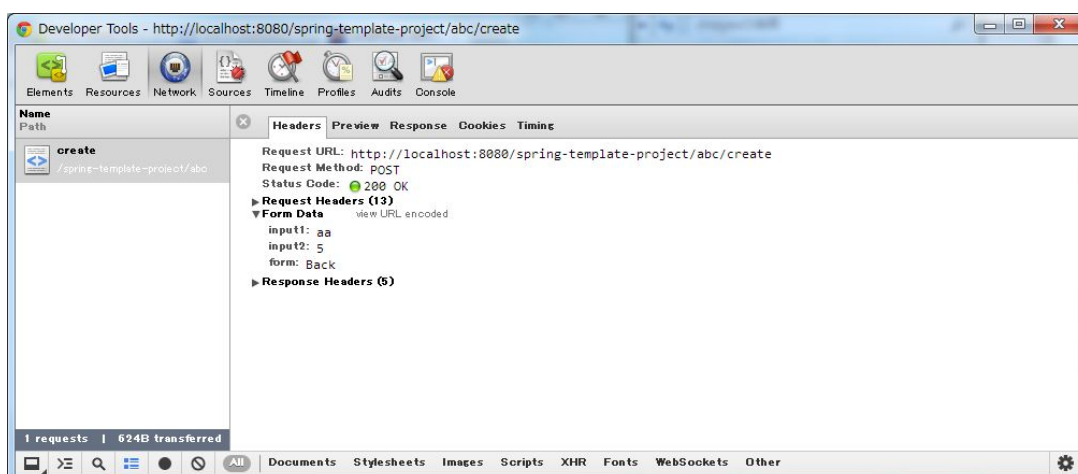 Developer Tools - http://localhost:8080/spring-template-project/abc/create
Elements Resources Network Sources Timeline Profiles Audits Console
Name
Path
Headers Preview Response Cookies Timing
create
/spring-template-project/abc
Request URL: http://localhost:8080/spring-template-project/abc/create
Request Method: POST
Status Code: 200 OK
Request Headers (13)
Form Data view URL encoded
input1: aa
input2: 5
form: Back
Response Headers (5)
1 requests | 624B transferred
All Documents Stylesheets Images Scripts XHR Fonts WebSockets Other